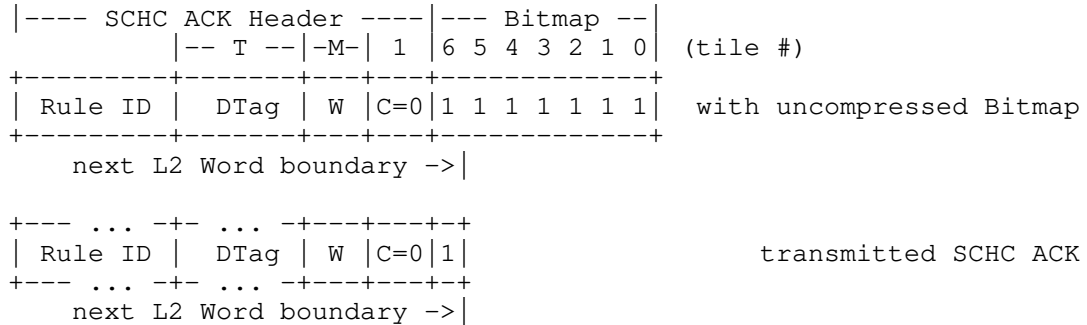 |---- SCHC ACK Header ----|--- Bitmap --|
           |-- T --|-M-| 1 |6 5 4 3 2 1 0| (tile #)
+---------+-------+---+---+-------------+
| Rule ID |  DTag | W |C=0|1 1 1 1 1 1 1|  with uncompressed Bitmap
+---------+-------+---+---+-------------+
    next L2 Word boundary ->|

+--- ... -+- ... -+---+---+-+
| Rule ID |  DTag | W |C=0|1|              transmitted SCHC ACK
+--- ... -+- ... -+---+---+-+
    next L2 Word boundary ->|